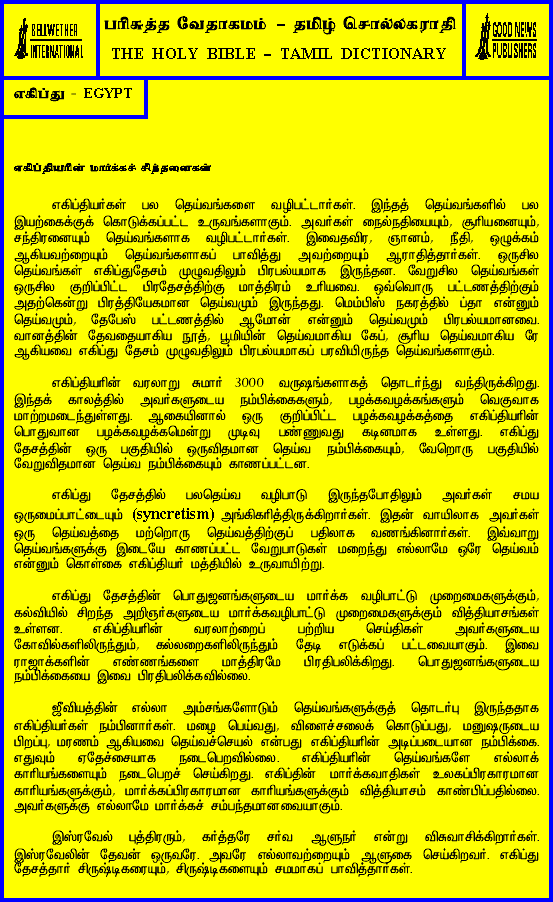 BELLWETHER
INTERNATIONAL
பரிசுத்த வேதாகமம் – தமிழ் சொல்லகராதி
THE HOLY BIBLE – TAMIL DICTIONARY
GOOD NEWS
PUBLISHERS
எகிப்து - EGYPT
எகிப்தியரின் மார்க்கச் சிந்தனைகள்
எகிப்தியர்கள் பல தெய்வங்களை வழிபட்டார்கள். இந்தத் தெய்வங்களில் பல
இயற்கைக்குக் கொடுக்கப்பட்ட உருவங்களாகும். அவர்கள் நைல்நதியையும், சூரியனையும்,
சந்திரனையும் தெய்வங்களாக வழிபட்டார்கள். இவைதவிர, ஞானம், நீதி, ஒழுக்கம்
ஆகியவற்றையும் தெய்வங்களாகப் பாவித்து அவற்றையும் ஆராதித்தார்கள். ஒருசில
தெய்வங்கள் எகிப்துதேசம் முழுவதிலும் பிரபல்யமாக இருந்தன. வேறுசில தெய்வங்கள்
ஒருசில குறிப்பிட்ட பிரதேசத்திற்கு மாத்திரம் உரியவை. ஒவ்வொரு பட்டணத்திற்கும்
அதற்கென்று பிரத்தியேகமான தெய்வமும் இருந்தது. மெம்பிஸ் நகரத்தில் ப்தா என்னும்
தெய்வமும், தேபேஸ் பட்டணத்தில் ஆமோன் என்னும் தெய்வமும் பிரபல்யமானவை.
வானத்தின் தேவதையாகிய நூத், பூமியின் தெய்வமாகிய கேப், சூரிய தெய்வமாகிய ரே
ஆகியவை எகிப்து தேசம் முழுவதிலும் பிரபல்யமாகப் பரவியிருந்த தெய்வங்களாகும்.
எகிப்தியரின் வரலாறு சுமார் 3000 வருஷங்களாகத் தொடர்ந்து வந்திருக்கிறது.
இந்தக் காலத்தில் அவர்களுடைய நம்பிக்கைகளும், பழக்கவழக்கங்களும் வெகுவாக
மாற்றமடைந்துள்ளது. ஆகையினால் ஒரு குறிப்பிட்ட பழக்கவழக்கத்தை எகிப்தியரின்
பொதுவான பழக்கவழக்கமென்று முடிவு பண்ணுவது கடினமாக உள்ளது. எகிப்து
தேசத்தின் ஒரு பகுதியில் ஒருவிதமான தெய்வ நம்பிக்கையும், வேறொரு பகுதியில்
வேறுவிதமான தெய்வ நம்பிக்கையும் காணப்பட்டன.
எகிப்து தேசத்தில் பலதெய்வ வழிபாடு இருந்தபோதிலும் அவர்கள் சமய
ஒருமைப்பாட்டையும் (syncretism) அங்கிகரித்திருக்கிறார்கள். இதன் வாயிலாக அவர்கள்
ஒரு தெய்வத்தை மற்றொரு தெய்வத்திற்குப் பதிலாக வணங்கினார்கள். இவ்வாறு
தெய்வங்களுக்கு இடையே காணப்பட்ட வேறுபாடுகள் மறைந்து எல்லாமே ஒரே தெய்வம்
என்னும் கொள்கை எகிப்தியர் மத்தியில் உருவாயிற்று.
எகிப்து தேசத்தின் பொதுஜனங்களுடைய மார்க்க வழிபாட்டு முறைமைகளுக்கும்,
கல்வியில் சிறந்த அறிஞர்களுடைய மார்க்கவழிபாட்டு முறைமைகளுக்கும் வித்தியாசங்கள்
உள்ளன. எகிப்தியரின் வரலாற்றைப் பற்றிய செய்திகள் அவர்களுடைய
கோவில்களிலிருந்தும், கல்லறைகளிலிருந்தும் தேடி எடுக்கப் பட்டவையாகும். இவை
ராஜாக்களின் எண்ணங்களை மாத்திரமே பிரதிபலிக்கிறது. பொதுஜனங்களுடைய
நம்பிக்கையை இவை பிரதிபலிக்கவில்லை.
ஜீவியத்தின் எல்லா அம்சங்களோடும் தெய்வங்களுக்குத் தொடர்பு இருந்ததாக
எகிப்தியர்கள் நம்பினார்கள். மழை பெய்வது, விளைச்சலைக் கொடுப்பது, மனுஷருடைய
பிறப்பு, மரணம் ஆகியவை தெய்வச்செயல் என்பது எகிப்தியரின் அடிப்படையான நம்பிக்கை.
எதுவும் ஏதேச்சையாக நடைபெறவில்லை. எகிப்தியரின் தெய்வங்களே எல்லாக்
காரியங்களையும் நடைபெறச் செய்கிறது. எகிப்தின் மார்க்கவாதிகள் உலகப்பிரகாரமான
காரியங்களுக்கும், மார்க்கப்பிரகாரமான காரியங்களுக்கும் வித்தியாசம் காண்பிப்பதில்லை.
அவர்களுக்கு எல்லாமே மார்க்கச் சம்பந்தமானவையாகும்.
இஸ்ரவேல் புத்திரரும், கர்த்தரே சர்வ ஆளுநர் என்று விசுவாசிக்கிறார்கள்.
இஸ்ரவேலின் தேவன் ஒருவரே. அவரே எல்லாவற்றையும் ஆளுகை செய்கிறவர். எகிப்து
தேசத்தார் சிருஷ்டிகரையும், சிருஷ்டிகளையும் சமமாகப் பாவித்தார்கள்.